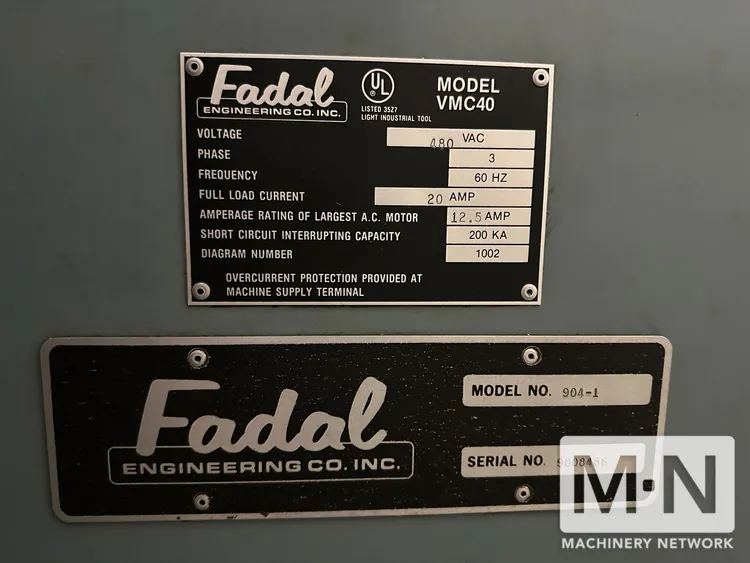 Fadal
ENGINEERING CO. INC.
UL
LISTED 35Z7
LIGHT INDUSTRIAL TOOL
MODEL
VMC40
VOLTAGE 480 VAC
PHASE 3
FREQUENCY 60 HZ
FULL LOAD CURRENT 20 AMP
AMPERAGE RATING OF LARGEST A.C. MOTOR 12.5 AMP
SHORT CIRCUIT INTERRUPTING CAPACITY 200 KA
DIAGRAM NUMBER 1002
OVERCURRENT PROTECTION PROVIDED AT
MACHINE SUPPLY TERMINAL
Fadal
ENGINEERING CO. INC.
MODEL NO. 904-1
SERIAL NO. 9008486
M·N
MACHINERY NETWORK